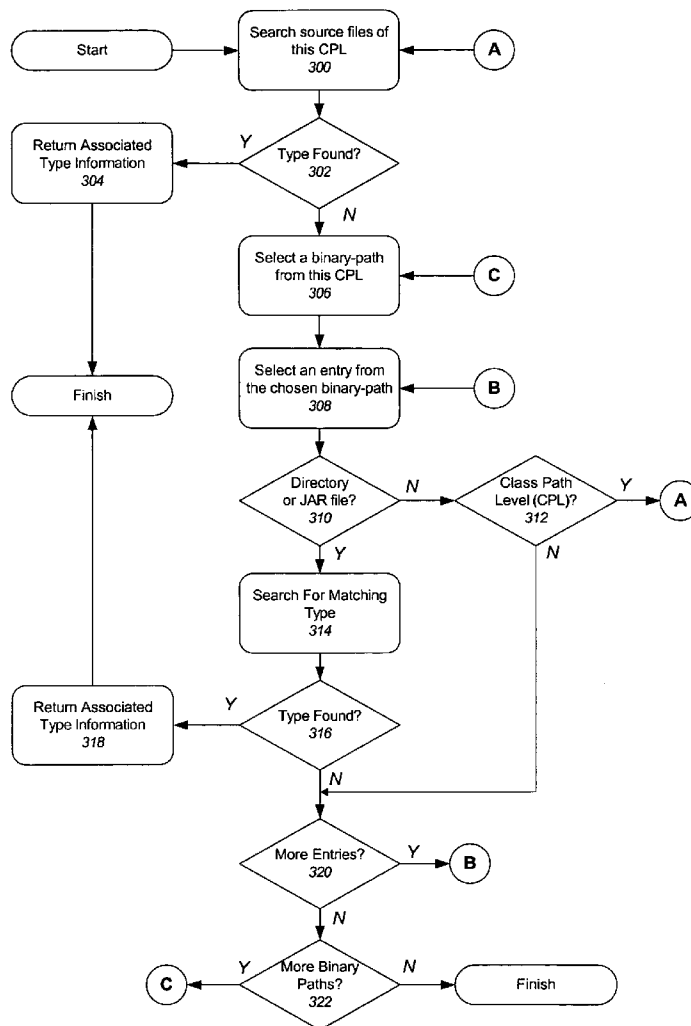 Start
Search source files of
this CPL
300
A
Return Associated
Type Information
304
Y
Type Found?
302
N
Select a binary-path
from this CPL
306
C
Finish
Select an entry from
the chosen binary-path
308
B
Directory
or JAR file?
310
N
Class Path
Level (CPL)?
312
Y
A
Y
N
Search For Matching
Type
314
Return Associated
Type Information
318
Y
Type Found?
316
N
More Entries?
320
Y
B
N
C
Y
More Binary
Paths?
322
N
Finish